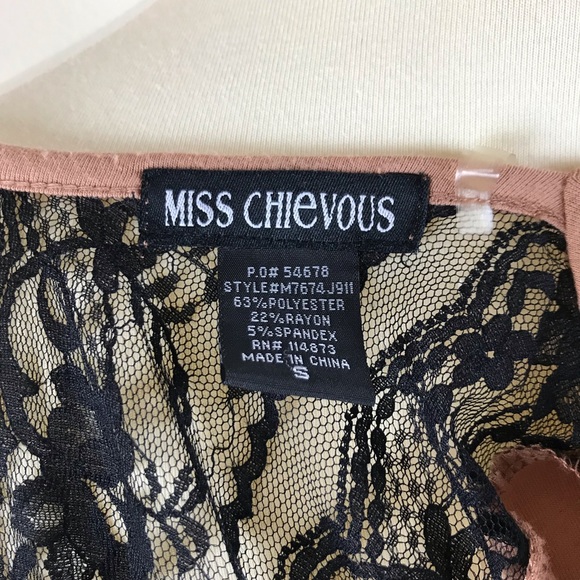 MISS CHIeVOUS
P.O# 54678
STYLE#M7674J911
63%POLYESTER
22%RAYON
5%SPANDEX
RN# 114873
MADE IN CHINA
S